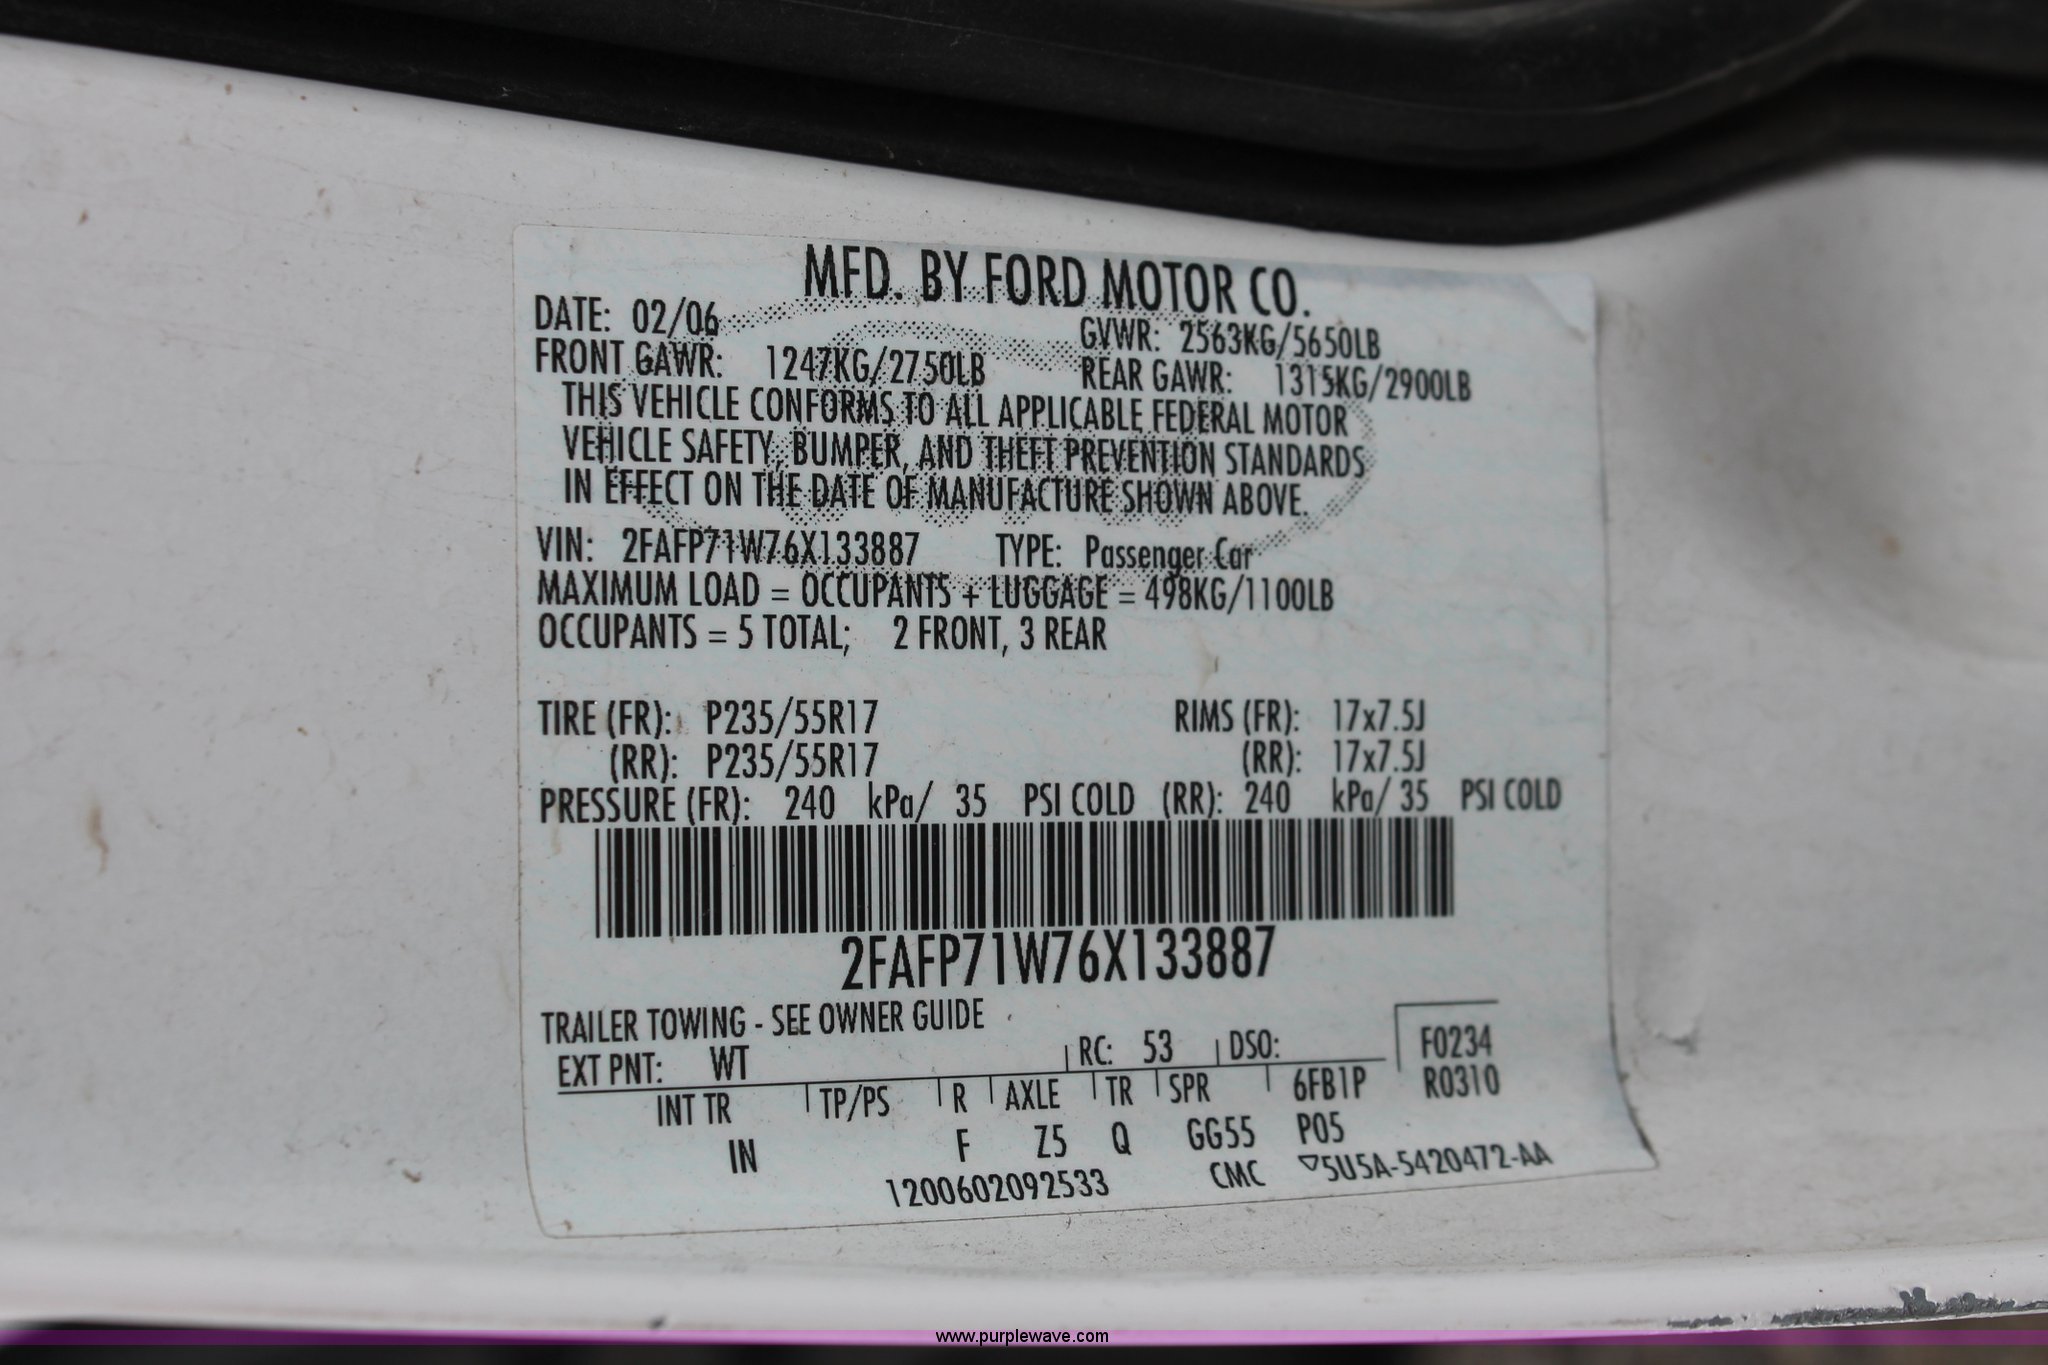 MFD. BY FORD MOTOR CO.
DATE: 02/06 GVWR: 2563KG/5650LB
FRONT GAWR: 1247KG/2750LB REAR GAWR: 1315KG/2900LB
THIS VEHICLE CONFORMS TO ALL APPLICABLE FEDERAL MOTOR
VEHICLE SAFETY, BUMPER, AND THEFT PREVENTION STANDARDS
IN EFFECT ON THE DATE OF MANUFACTURE SHOWN ABOVE.
VIN: 2FAFP71W76X133887 TYPE: Passenger Car
MAXIMUM LOAD = OCCUPANTS + LUGGAGE = 498KG/1100LB
OCCUPANTS = 5 TOTAL; 2 FRONT, 3 REAR
TIRE (FR): P235/55R17 RIMS (FR): 17x7.5J
(RR): P235/55R17 (RR): 17x7.5J
PRESSURE (FR): 240 kPa/ 35 PSI COLD (RR): 240 kPa/ 35 PSI COLD
2FAFP71W76X133887
TRAILER TOWING - SEE OWNER GUIDE
EXT PNT: WT RC: 53 DSO: F0234
INT TR TP/PS R AXLE TR SPR 6FB1P R0310
IN F Z5 Q GG55 P05
1200602092533 CMC ▽5U5A-5420472-AA
www.purplewave.com